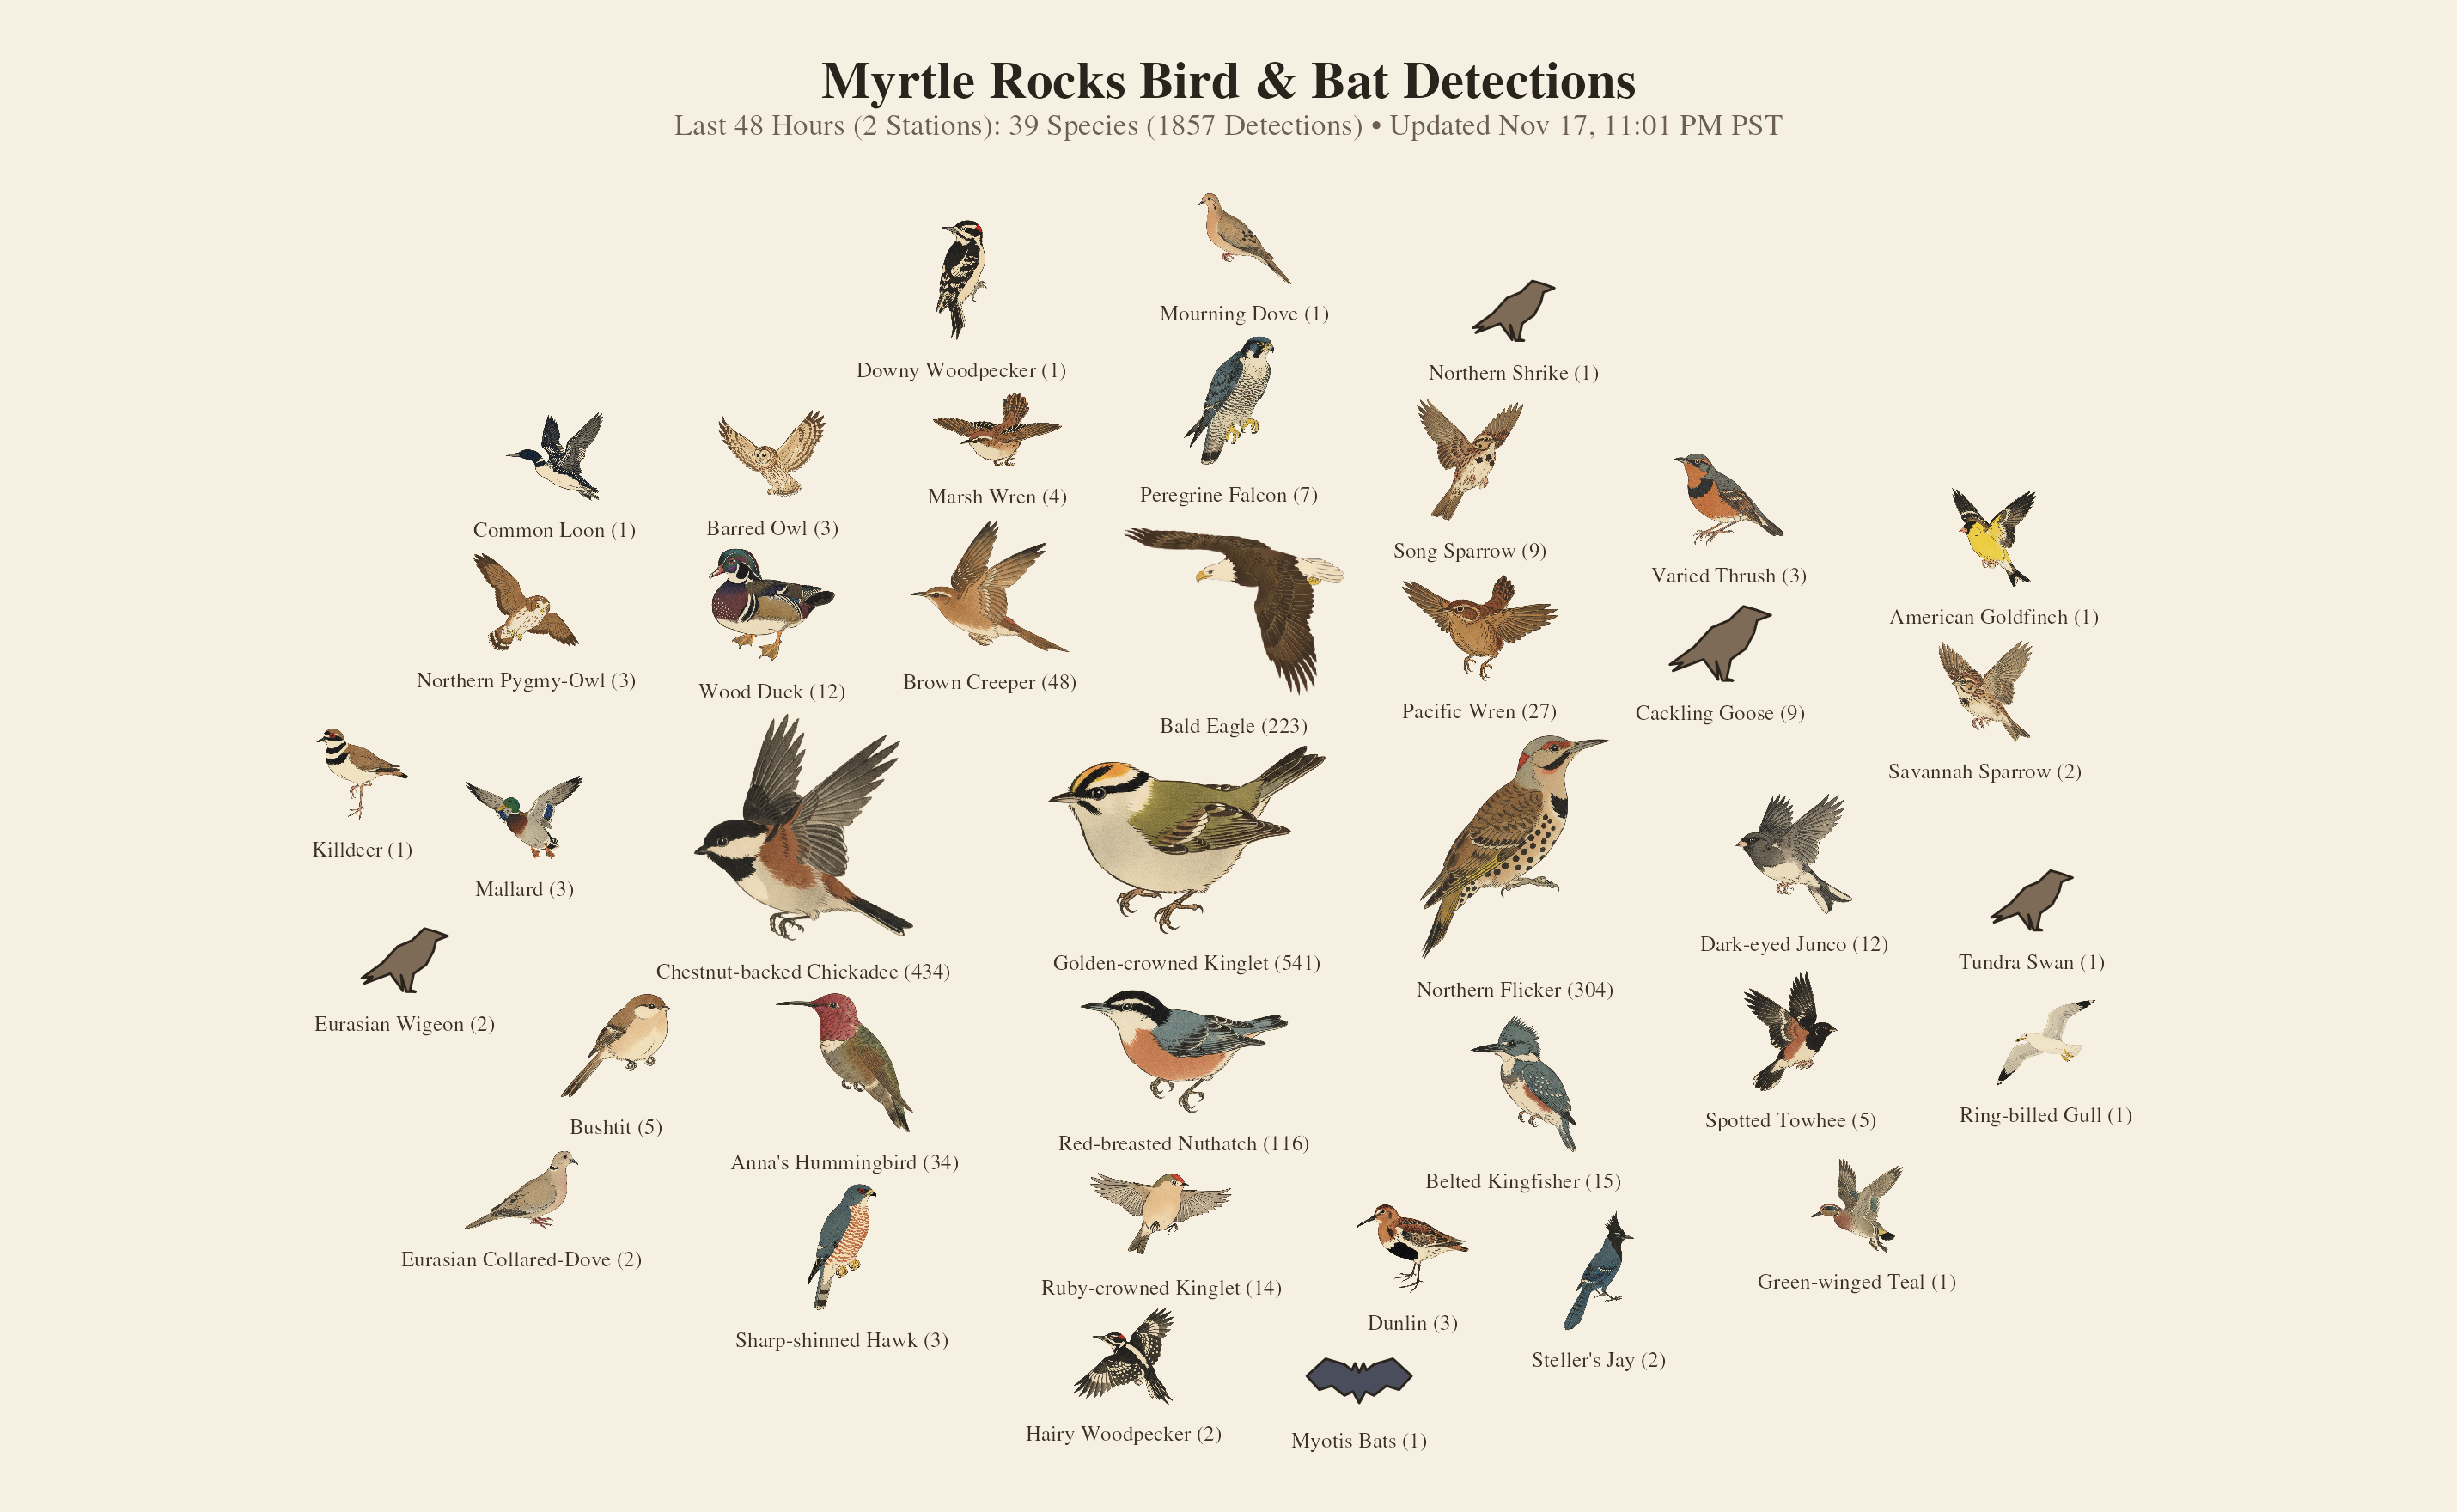 Myrtle Rocks Bird & Bat Detections
Last 48 Hours (2 Stations): 39 Species (1857 Detections) • Updated Nov 17, 11:01 PM PST
Mourning Dove (1)
Downy Woodpecker (1)
Northern Shrike (1)
Peregrine Falcon (7)
Marsh Wren (4)
Barred Owl (3)
Common Loon (1)
Song Sparrow (9)
Varied Thrush (3)
American Goldfinch (1)
Northern Pygmy-Owl (3)
Brown Creeper (48)
Wood Duck (12)
Pacific Wren (27)
Cackling Goose (9)
Bald Eagle (223)
Savannah Sparrow (2)
Killdeer (1)
Mallard (3)
Dark-eyed Junco (12)
Tundra Swan (1)
Golden-crowned Kinglet (541)
Chestnut-backed Chickadee (434)
Northern Flicker (304)
Eurasian Wigeon (2)
Ring-billed Gull (1)
Spotted Towhee (5)
Bushtit (5)
Red-breasted Nuthatch (116)
Anna's Hummingbird (34)
Belted Kingfisher (15)
Eurasian Collared-Dove (2)
Green-winged Teal (1)
Ruby-crowned Kinglet (14)
Dunlin (3)
Sharp-shinned Hawk (3)
Steller's Jay (2)
Hairy Woodpecker (2)
Myotis Bats (1)